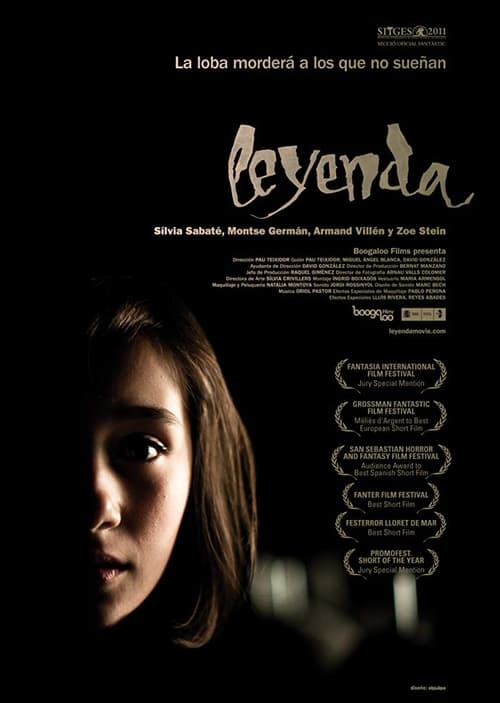 SITGES 2011
SECCIÓ OFICIAL FANTÀSTIC
La loba morderá a los que no sueñan
leyenda
Sílvia Sabaté, Montse Germán, Armand Villén y Zoe Stein
Boogaloo Films presenta
Dirección PAU TEIXIDOR Guión PAU TEIXIDOR, MIGUEL ÁNGEL BLANCA, DAVID GONZÁLEZ
Ayudante de Dirección DAVID GONZÁLEZ Director de Producción BERNAT MANZANO
Jefa de Producción RAQUEL GIMÉNEZ Director de Fotografía ARNAU VALLS COLOMER
Directora de Arte SÍLVIA CRIVILLERS Montaje INGRID BOIXADÓS Vestuario MARIA ARMENGOL
Maquillaje y Peluquería NATALIA MONTOYA Sonido JORDI ROSSINYOL Diseño de Sonido MARC BECH
Música ORIOL PASTOR Efectos Especiales de Maquillaje PABLO PERONA
Efectos Especiales LLUÍS RIVERA, REYES ABADES
leyendamovie.com
FANTASIA INTERNATIONAL
FILM FESTIVAL
Jury Special Mention
GROSSMAN FANTASTIC
FILM FESTIVAL
Méliès d'Argent to Best
European Short Film
SAN SEBASTIAN HORROR
AND FANTASY FILM FESTIVAL
Audience Award to
Best Spanish Short Film
FANTER FILM FESTIVAL
Best Short Film
FESTERROR LLORET DE MAR
Best Short Film
PROMOFEST.
SHORT OF THE YEAR
Jury Special Mention
diseño: elpulpo